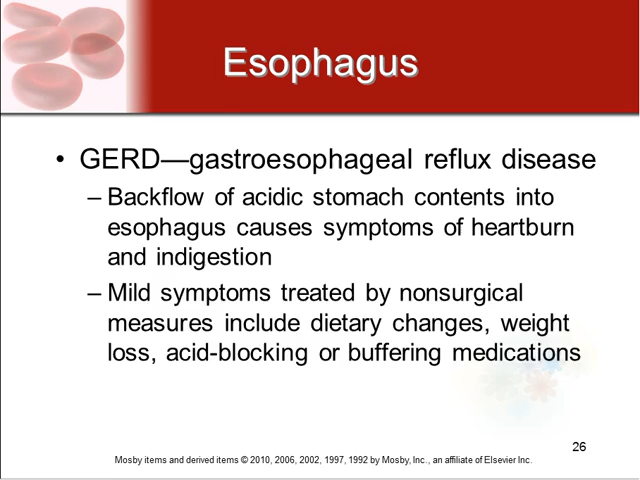 Esophagus
• GERD—gastroesophageal reflux disease
– Backflow of acidic stomach contents into
esophagus causes symptoms of heartburn
and indigestion
– Mild symptoms treated by nonsurgical
measures include dietary changes, weight
loss, acid-blocking or buffering medications
26
Mosby items and derived items © 2010, 2006, 2002, 1997, 1992 by Mosby, Inc., an affiliate of Elsevier Inc.